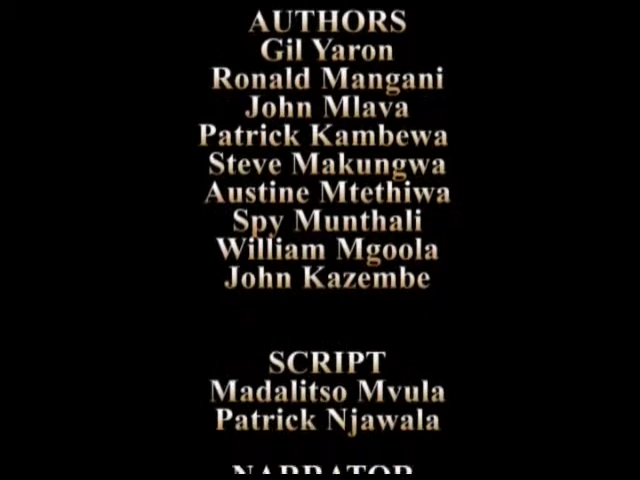 AUTHORS
Gil Yaron
Ronald Mangani
John Mlava
Patrick Kambewa
Steve Makungwa
Austine Mtethiwa
Spy Munthali
William Mgoola
John Kazembe
SCRIPT
Madalitso Mvula
Patrick Njawala
NARRATOR